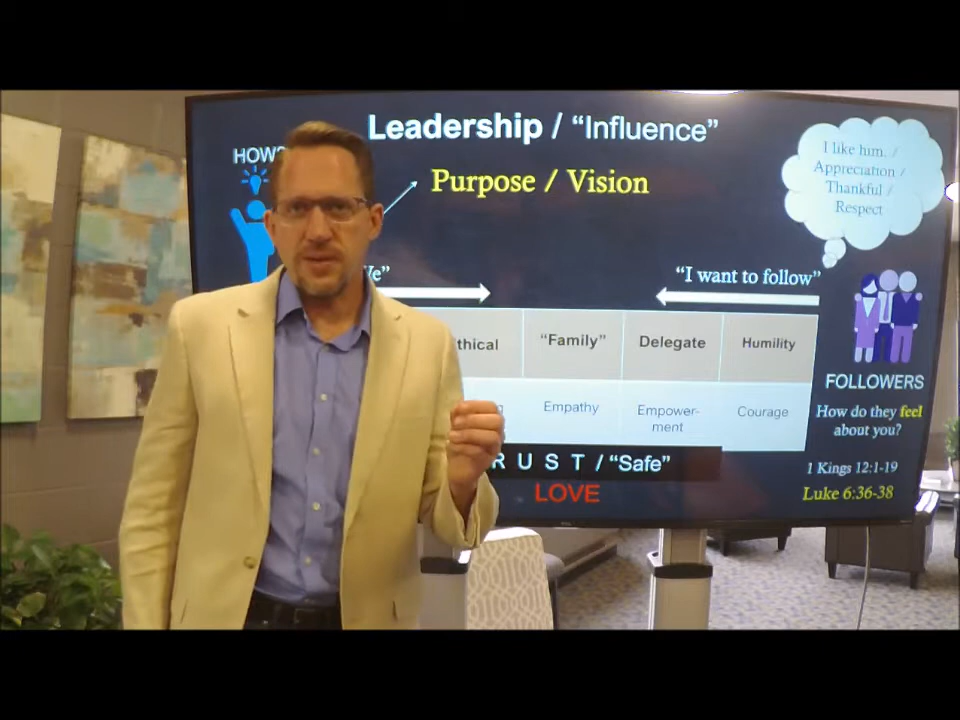 Leadership / “Influence”
HOW?
Purpose / Vision
I like him. /
Appreciation /
Thankful /
Respect
“I want to follow”
“Family”
Delegate
Humility
Empathy
Empower-
ment
Courage
FOLLOWERS
How do they feel
about you?
R U S T / “Safe”
LOVE
1 Kings 12:1-19
Luke 6:36-38